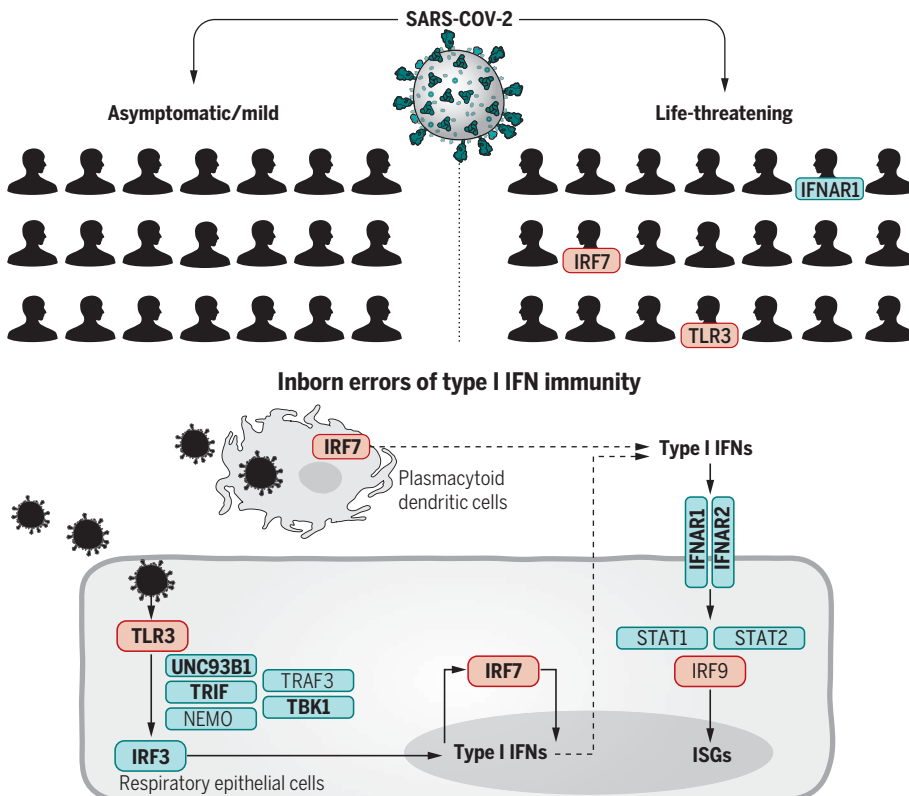 SARS-COV-2
Asymptomatic/mild
Life-threatening
IFNAR1
IRF7
TLR3
Inborn errors of type I IFN immunity
IRF7
Plasmacytoid
dendritic cells
Type I IFNs
IFNAR1
IFNAR2
TLR3
UNC93B1
TRIF
NEMO
TRAF3
TBK1
IRF3
Respiratory epithelial cells
IRF7
Type I IFNs
STAT1
STAT2
IRF9
ISGs